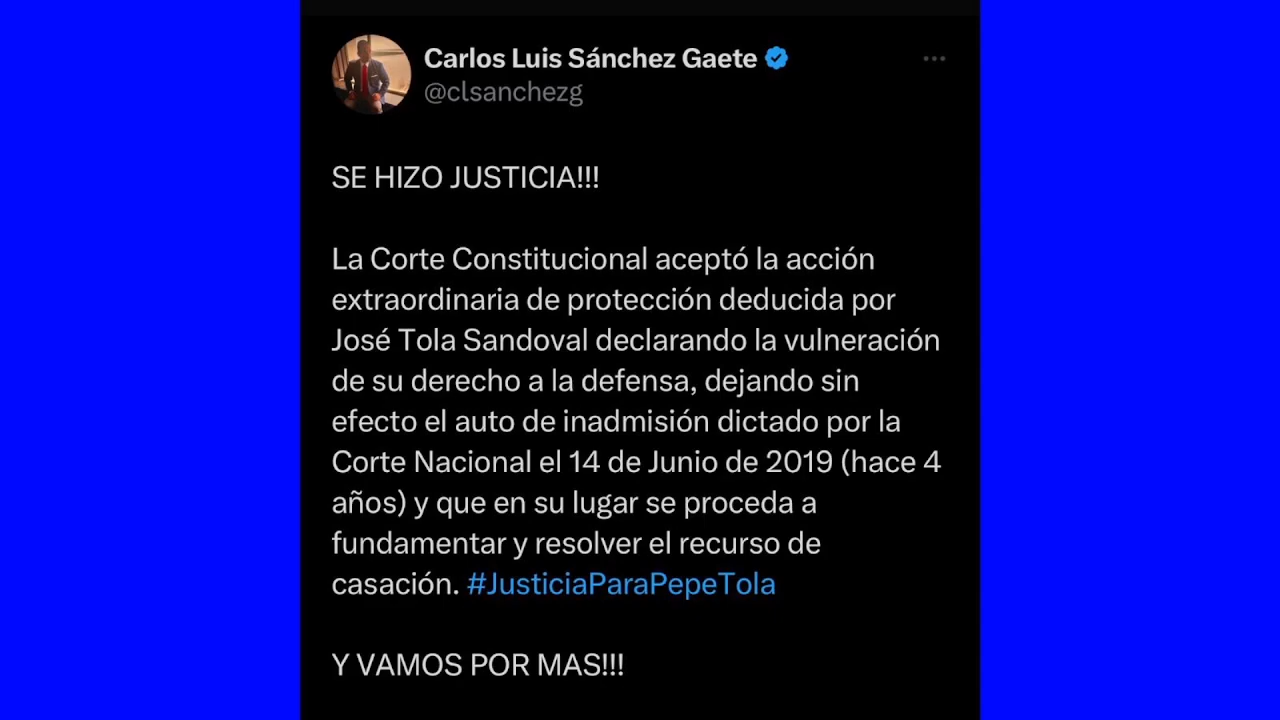 Carlos Luis Sánchez Gaete
@clsanchezg
SE HIZO JUSTICIA!!!
La Corte Constitucional aceptó la acción
extraordinaria de protección deducida por
José Tola Sandoval declarando la vulneración
de su derecho a la defensa, dejando sin
efecto el auto de inadmisión dictado por la
Corte Nacional el 14 de Junio de 2019 (hace 4
años) y que en su lugar se proceda a
fundamentar y resolver el recurso de
casación. #JusticiaParaPepeTola
Y VAMOS POR MAS!!!